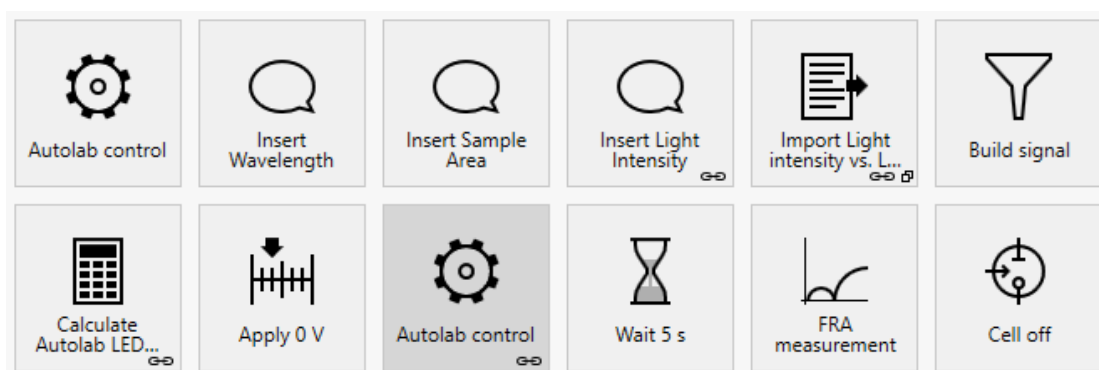 Autolab control
Insert
Wavelength
Insert Sample
Area
Insert Light
Intensity
Import Light
intensity vs. L...
Build signal
Calculate
Autolab LED...
Apply 0 V
Autolab control
Wait 5 s
FRA
measurement
Cell off